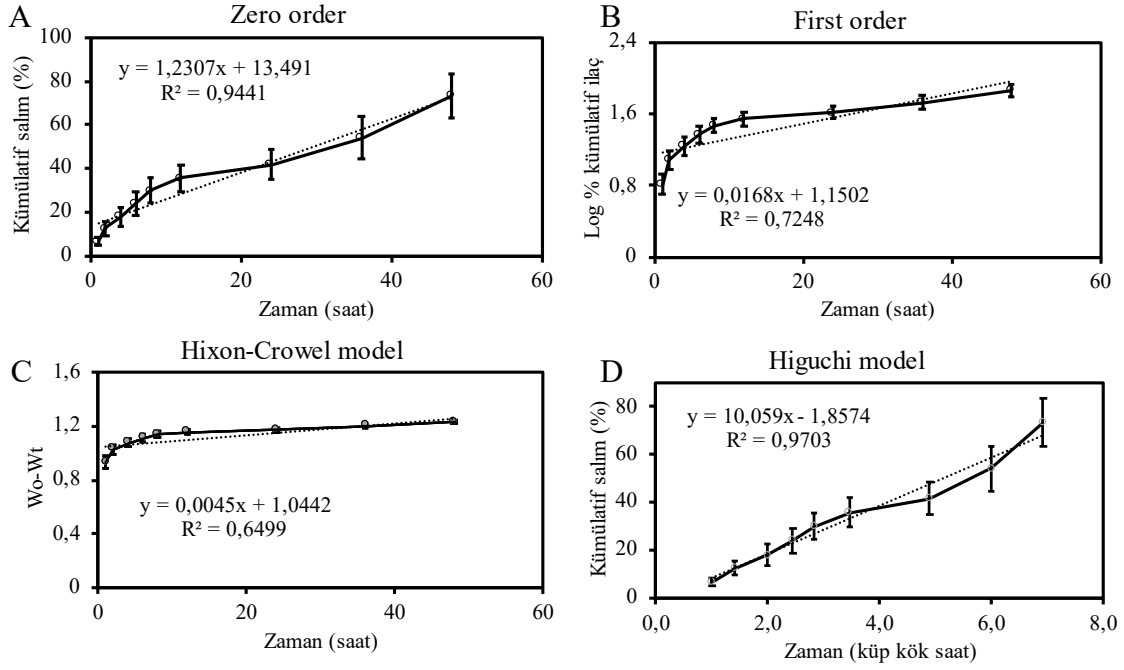 A
Zero order
Kümülatif salım (%)
100
80
60
40
20
0
y = 1,2307x + 13,491
R² = 0,9441
0
20
40
60
Zaman (saat)
B
First order
Log % kümülatif ilaç
2,4
1,6
0,8
0
y = 0,0168x + 1,1502
R² = 0,7248
0
20
40
60
Zaman (saat)
C
Hixon-Crowel model
Wo-Wt
1,6
1,2
0,8
0,4
0
y = 0,0045x + 1,0442
R² = 0,6499
0
20
40
60
Zaman (saat)
D
Higuchi model
Kümülatif salım (%)
80
60
40
20
0
y = 10,059x - 1,8574
R² = 0,9703
0,0
2,0
4,0
6,0
8,0
Zaman (küp kök saat)